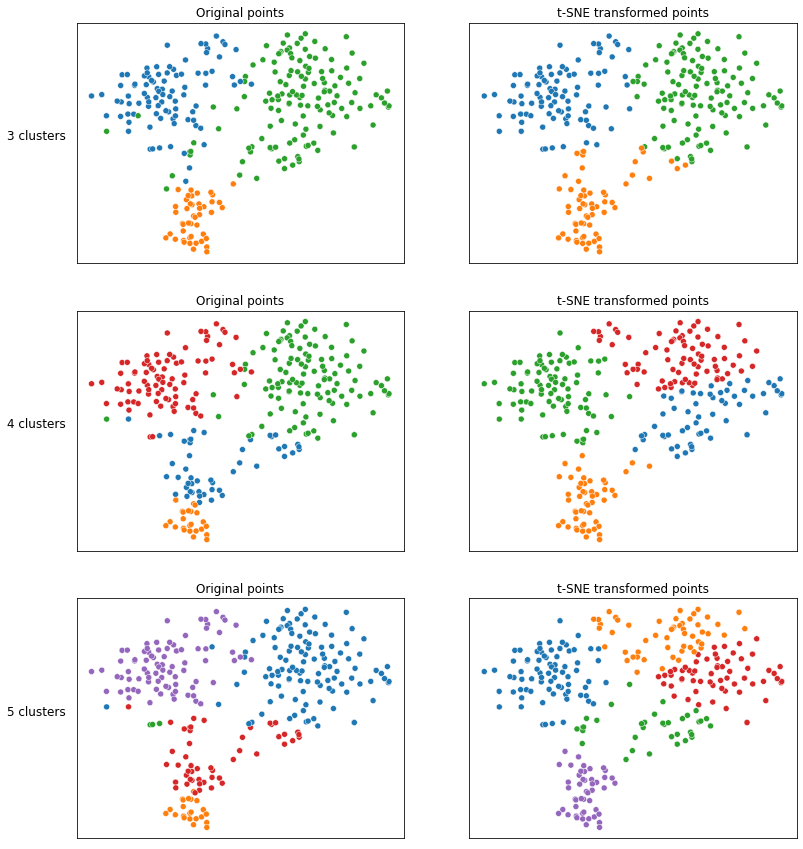 Original points
t-SNE transformed points
3 clusters
Original points
t-SNE transformed points
4 clusters
Original points
t-SNE transformed points
5 clusters